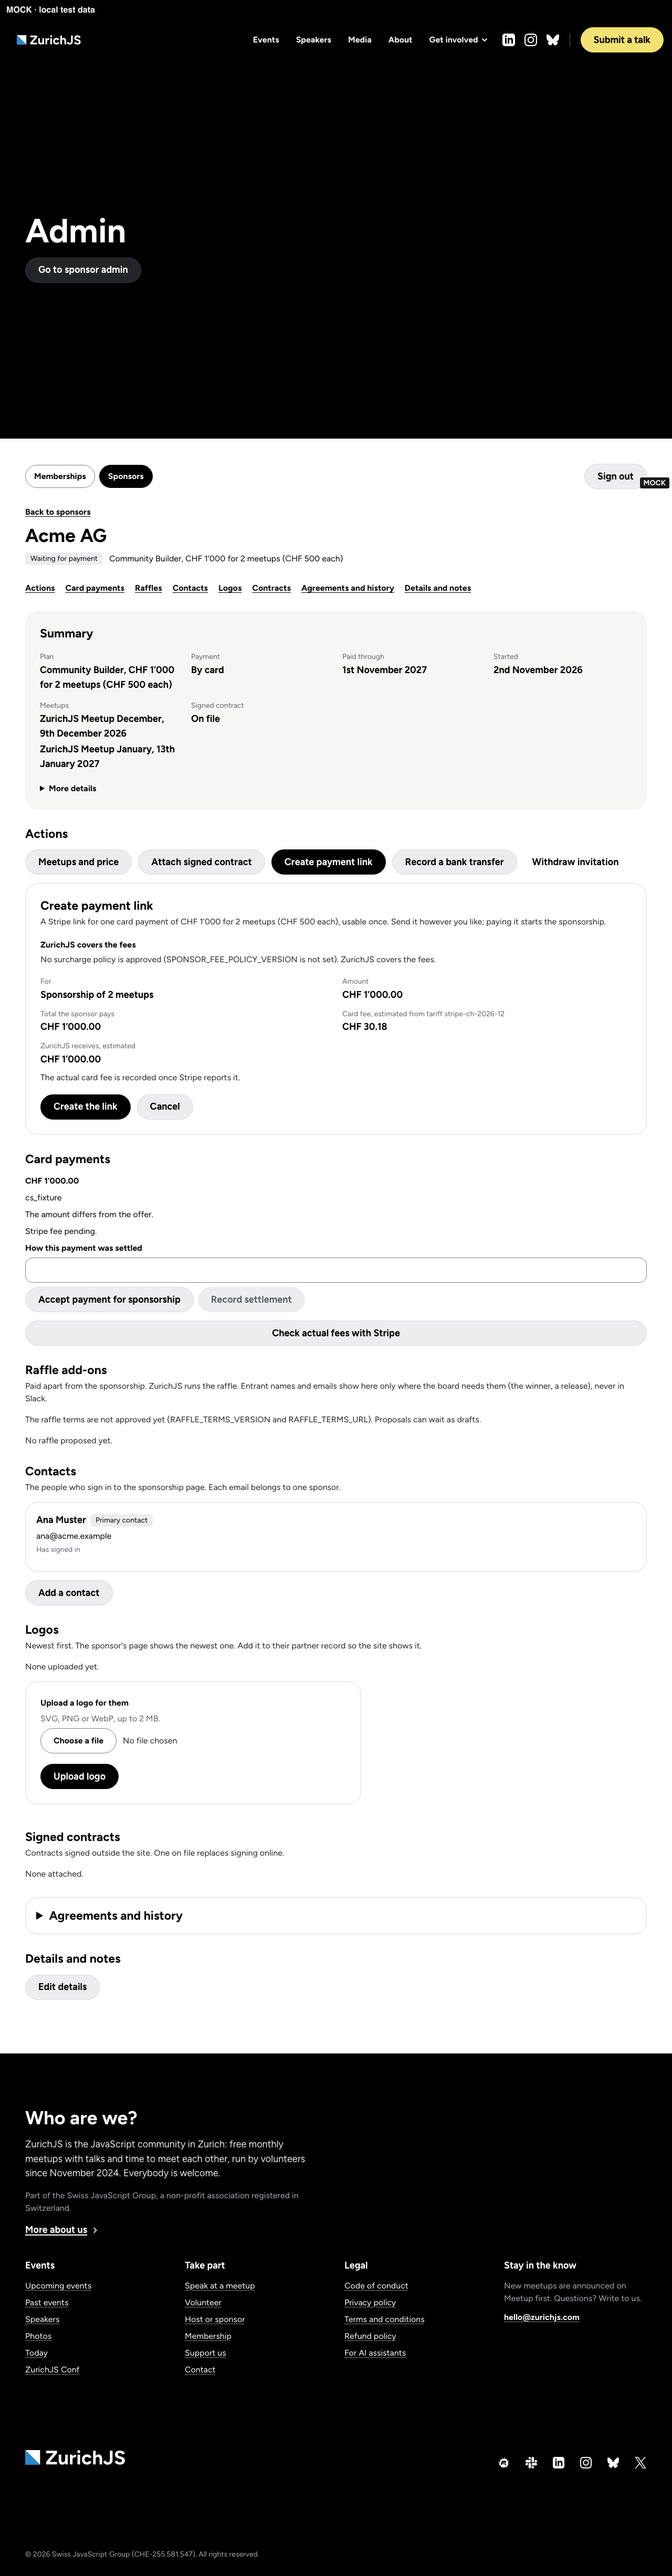 MOCK · local test data
ZurichJS
Events
Speakers
Media
About
Get involved
Submit a talk
Admin
Go to sponsor admin
Memberships
Sponsors
Sign out
MOCK
Back to sponsors
Acme AG
Waiting for payment
Community Builder, CHF 1’000 for 2 meetups (CHF 500 each)
Actions
Card payments
Raffles
Contacts
Logos
Contracts
Agreements and history
Details and notes
Summary
Plan
Community Builder, CHF 1’000
for 2 meetups (CHF 500 each)
Payment
By card
Paid through
1st November 2027
Started
2nd November 2026
Meetups
ZurichJS Meetup December,
9th December 2026
ZurichJS Meetup January, 13th
January 2027
Signed contract
On file
More details
Actions
Meetups and price
Attach signed contract
Create payment link
Record a bank transfer
Withdraw invitation
Create payment link
A Stripe link for one card payment of CHF 1’000 for 2 meetups (CHF 500 each), usable once. Send it however you like; paying it starts the sponsorship.
ZurichJS covers the fees
No surcharge policy is approved (SPONSOR_FEE_POLICY_VERSION is not set). ZurichJS covers the fees.
For
Sponsorship of 2 meetups
Amount
CHF 1’000.00
Total the sponsor pays
CHF 1’000.00
Card fee, estimated from tariff stripe-ch-2026-12
CHF 30.18
ZurichJS receives, estimated
CHF 1’000.00
The actual card fee is recorded once Stripe reports it.
Create the link
Cancel
Card payments
CHF 1’000.00
cs_fixture
The amount differs from the offer.
Stripe fee pending.
How this payment was settled
Accept payment for sponsorship
Record settlement
Check actual fees with Stripe
Raffle add-ons
Paid apart from the sponsorship. ZurichJS runs the raffle. Entrant names and emails show here only where the board needs them (the winner, a release), never in
Slack.
The raffle terms are not approved yet (RAFFLE_TERMS_VERSION and RAFFLE_TERMS_URL). Proposals can wait as drafts.
No raffle proposed yet.
Contacts
The people who sign in to the sponsorship page. Each email belongs to one sponsor.
Ana Muster
Primary contact
ana@acme.example
Has signed in
Add a contact
Logos
Newest first. The sponsor's page shows the newest one. Add it to their partner record so the site shows it.
None uploaded yet.
Upload a logo for them
SVG, PNG or WebP, up to 2 MB.
Choose a file
No file chosen
Upload logo
Signed contracts
Contracts signed outside the site. One on file replaces signing online.
None attached.
Agreements and history
Details and notes
Edit details
Who are we?
ZurichJS is the JavaScript community in Zurich: free monthly
meetups with talks and time to meet each other, run by volunteers
since November 2024. Everybody is welcome.
Part of the Swiss JavaScript Group, a non-profit association registered in
Switzerland.
More about us
Events
Upcoming events
Past events
Speakers
Photos
Today
ZurichJS Conf
Take part
Speak at a meetup
Volunteer
Host or sponsor
Membership
Support us
Contact
Legal
Code of conduct
Privacy policy
Terms and conditions
Refund policy
For AI assistants
Stay in the know
New meetups are announced on
Meetup first. Questions? Write to us.
hello@zurichjs.com
ZurichJS
© 2026 Swiss JavaScript Group (CHE-255.581.547). All rights reserved.